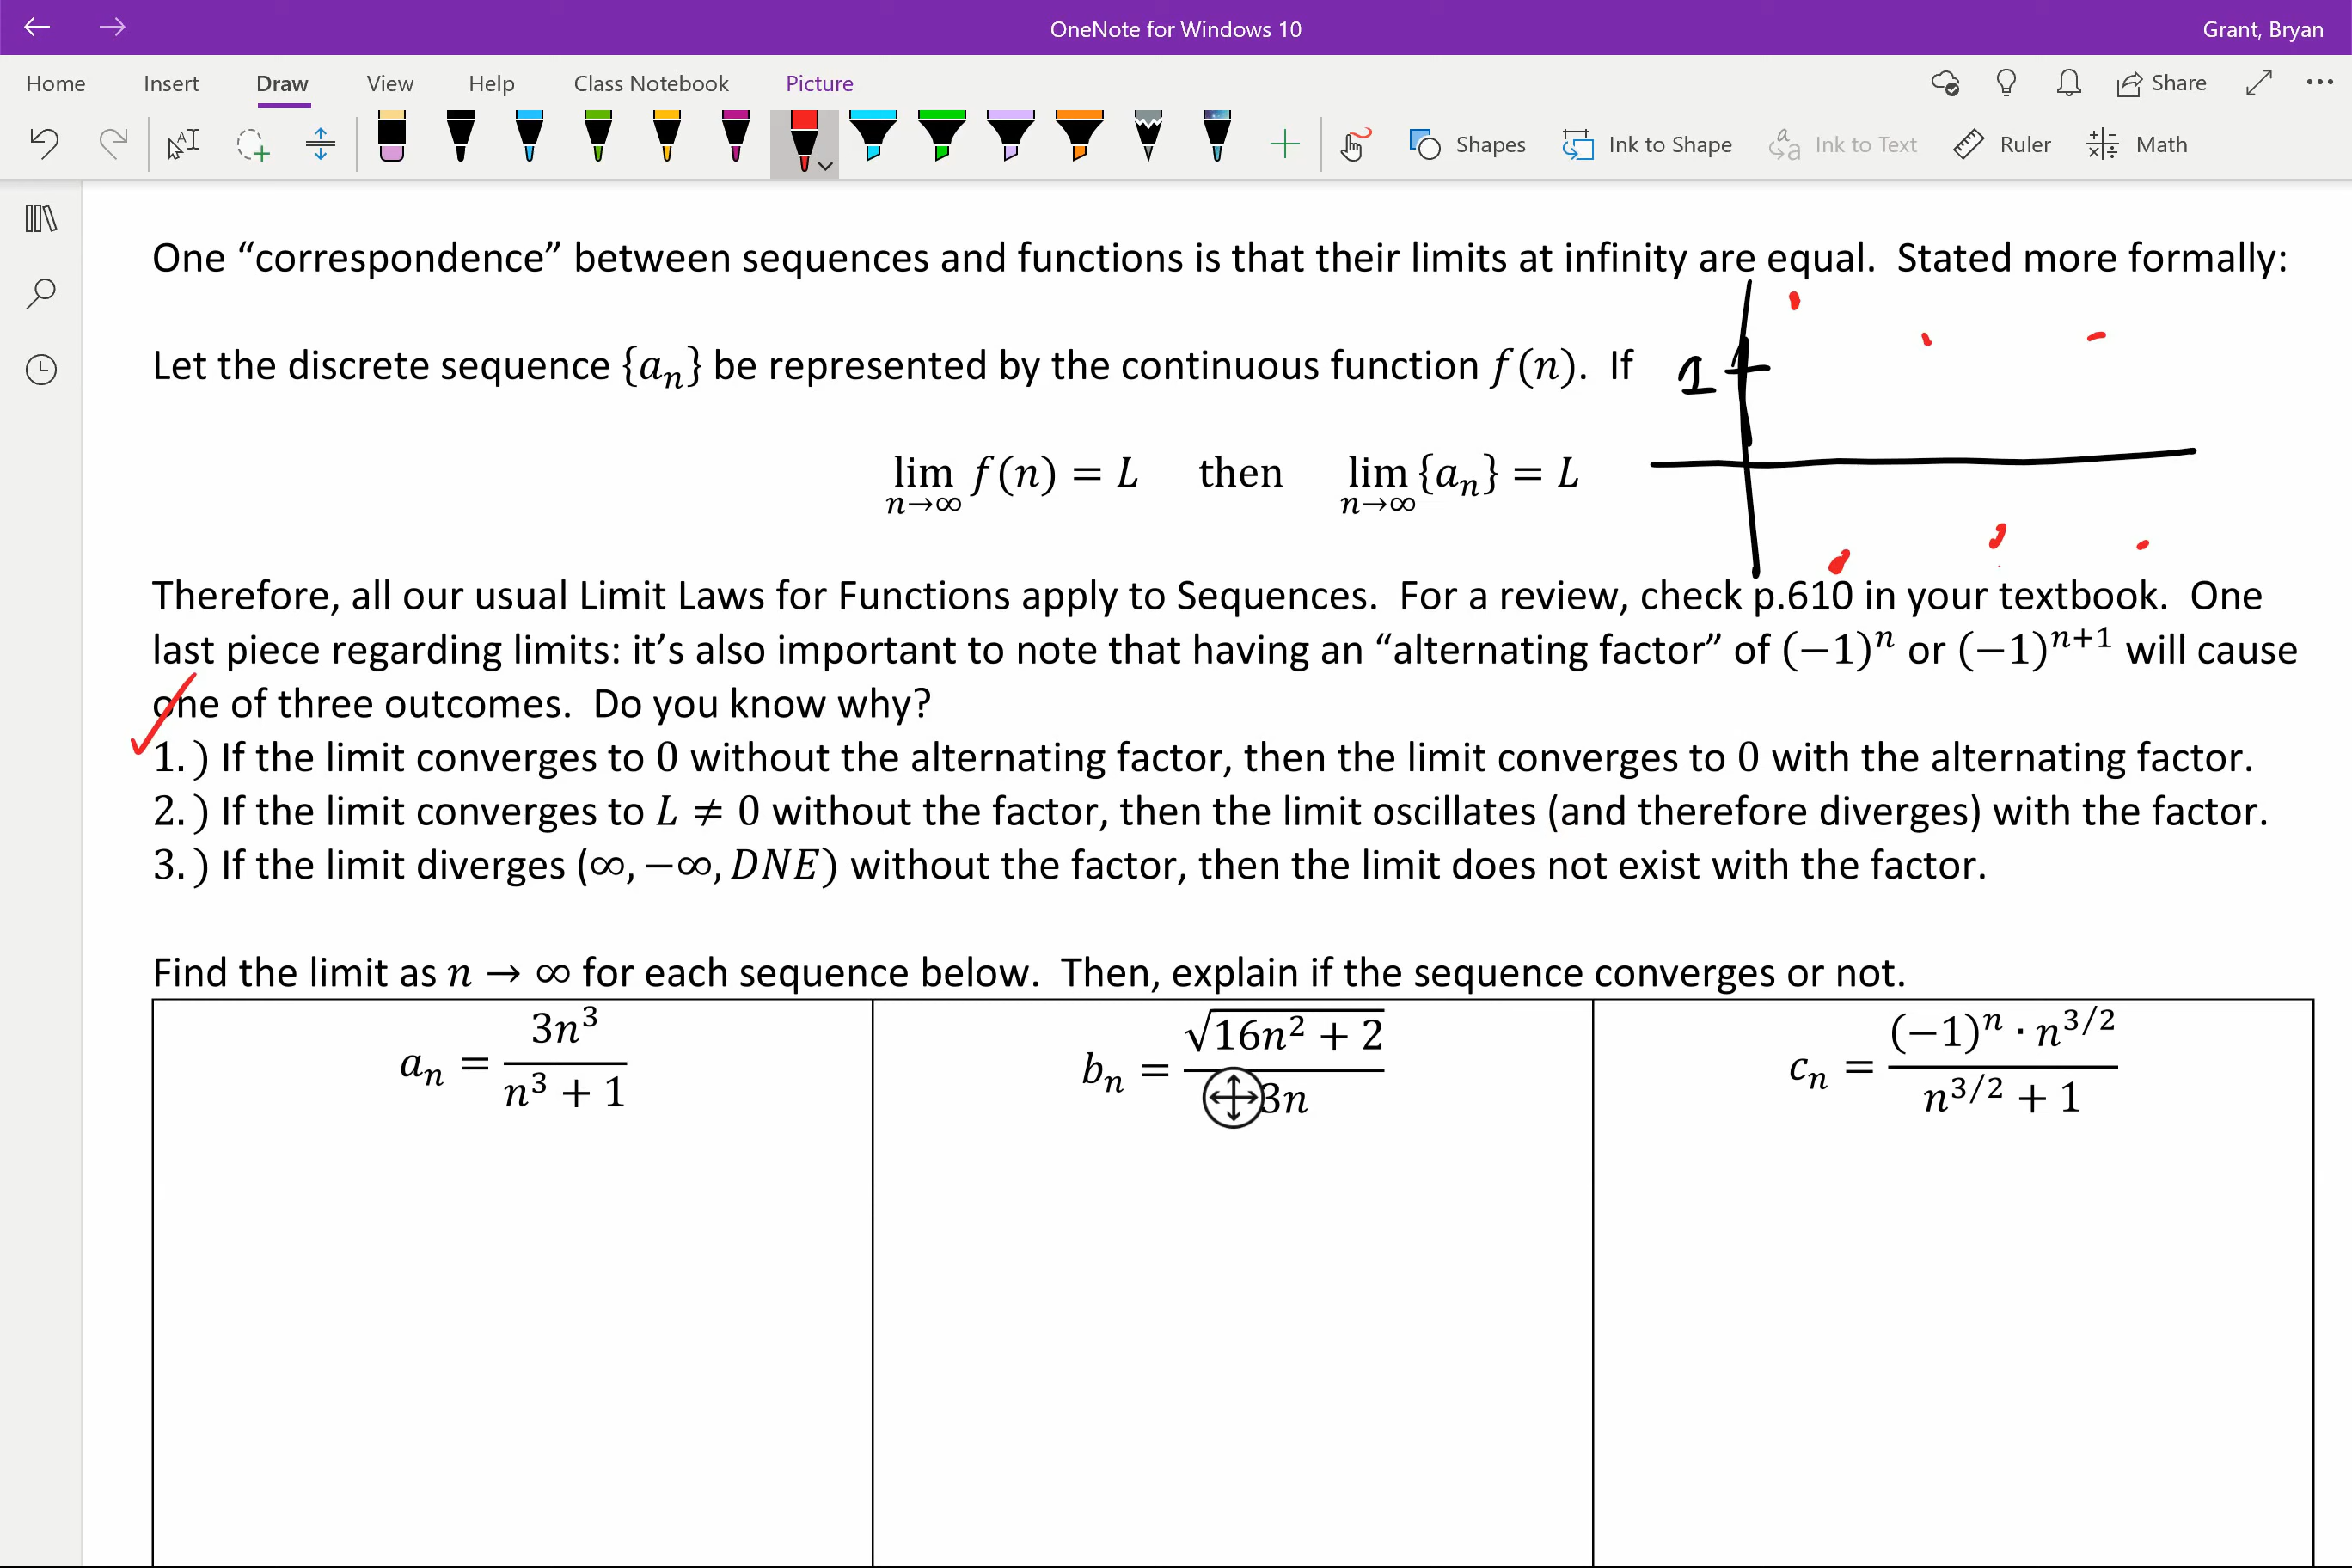 OneNote for Windows 10
Grant, Bryan
Home Insert Draw View Help Class Notebook Picture Share
AI Shapes Ink to Shape a a Ink to Text Ruler Math
One “correspondence” between sequences and functions is that their limits at infinity are equal. Stated more formally:
Let the discrete sequence {aₙ} be represented by the continuous function f(n). If
1
lim n→∞ f(n) = L then lim n→∞ {aₙ} = L
Therefore, all our usual Limit Laws for Functions apply to Sequences. For a review, check p.610 in your textbook. One
last piece regarding limits: it’s also important to note that having an “alternating factor” of (−1)ⁿ or (−1)ⁿ⁺¹ will cause
one of three outcomes. Do you know why?
1.) If the limit converges to 0 without the alternating factor, then the limit converges to 0 with the alternating factor.
2.) If the limit converges to L ≠ 0 without the factor, then the limit oscillates (and therefore diverges) with the factor.
3.) If the limit diverges (∞, −∞, DNE) without the factor, then the limit does not exist with the factor.
Find the limit as n → ∞ for each sequence below. Then, explain if the sequence converges or not.
aₙ = 3n³ / (n³ + 1)
bₙ = √(16n² + 2) / 3n
cₙ = (−1)ⁿ · n^(3/2) / (n^(3/2) + 1)